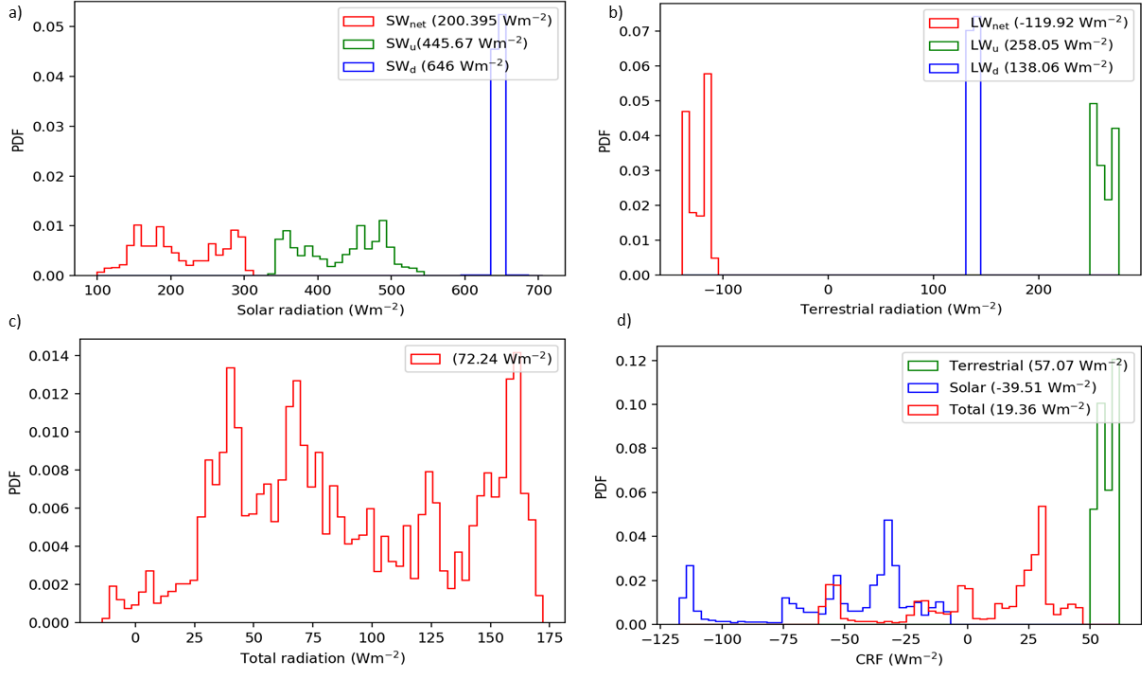 a)
SW_net (200.395 Wm⁻²)
SW_u(445.67 Wm⁻²)
SW_d (646 Wm⁻²)
0.05
0.04
0.03
0.02
0.01
0.00
PDF
100 200 300 400 500 600 700
Solar radiation (Wm⁻²)
b)
LW_net (-119.92 Wm⁻²)
LW_u (258.05 Wm⁻²)
LW_d (138.06 Wm⁻²)
0.07
0.06
0.05
0.04
0.03
0.02
0.01
0.00
PDF
−100 0 100 200
Terrestrial radiation (Wm⁻²)
c)
(72.24 Wm⁻²)
0.014
0.012
0.010
0.008
0.006
0.004
0.002
0.000
PDF
0 25 50 75 100 125 150 175
Total radiation (Wm⁻²)
d)
Terrestrial (57.07 Wm⁻²)
Solar (-39.51 Wm⁻²)
Total (19.36 Wm⁻²)
0.12
0.10
0.08
0.06
0.04
0.02
0.00
PDF
−125 −100 −75 −50 −25 0 25 50
CRF (Wm⁻²)